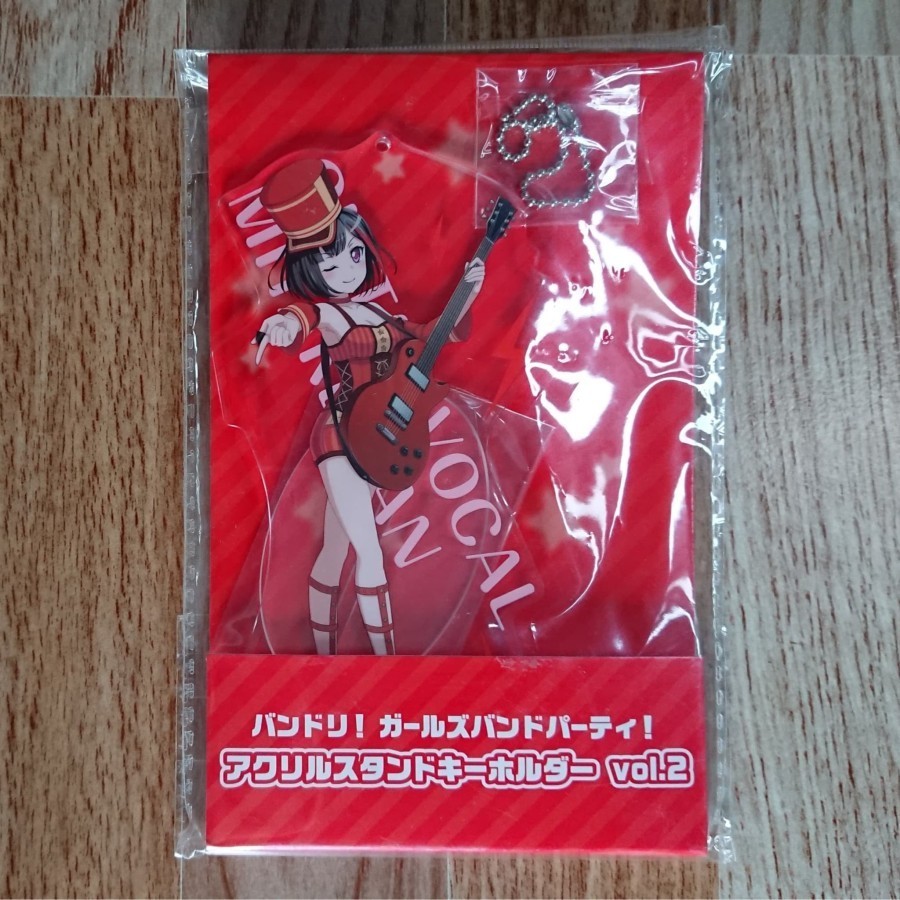 VOCAL
バンドリ！ ガールズバンドパーティ！
アクリルスタンドキーホルダー vol.2